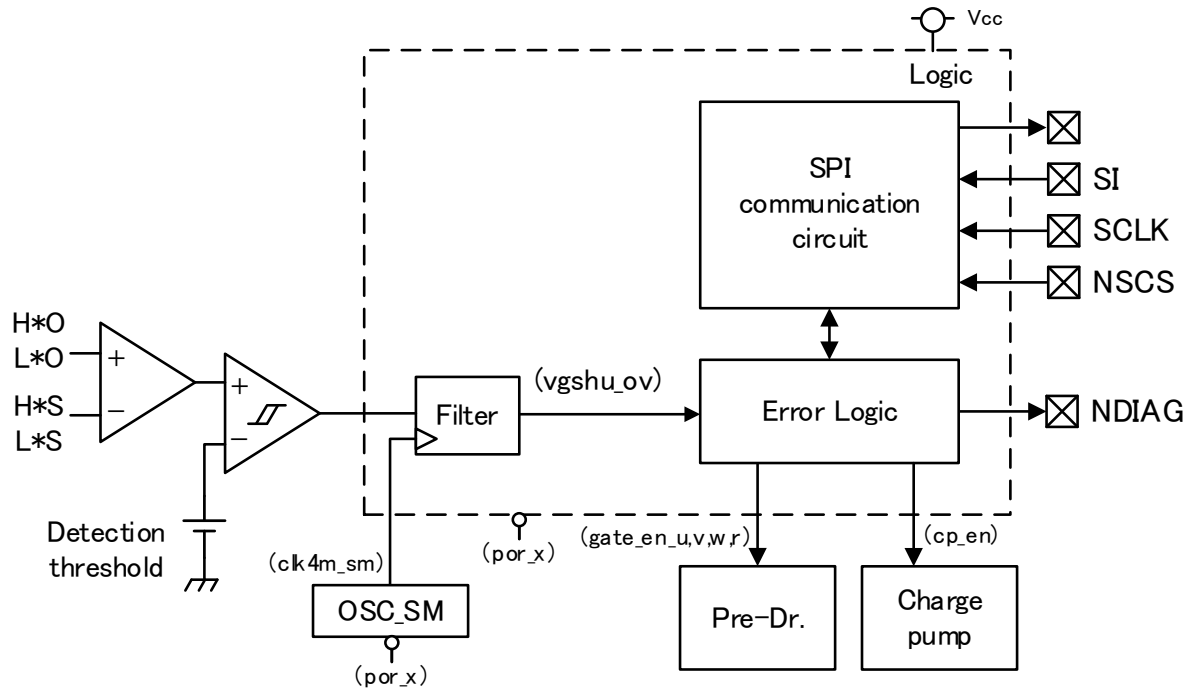 Vcc
Logic
SPI
communication
circuit
SI
SCLK
NSCS
H*O
L*O
H*S
L*S
+
−
+
−
Filter
(vgshu_ov)
Error Logic
NDIAG
Detection
threshold
(clk4m_sm)
(por_x)
(gate_en_u,v,w,r)
(cp_en)
OSC_SM
(por_x)
Pre-Dr.
Charge
pump